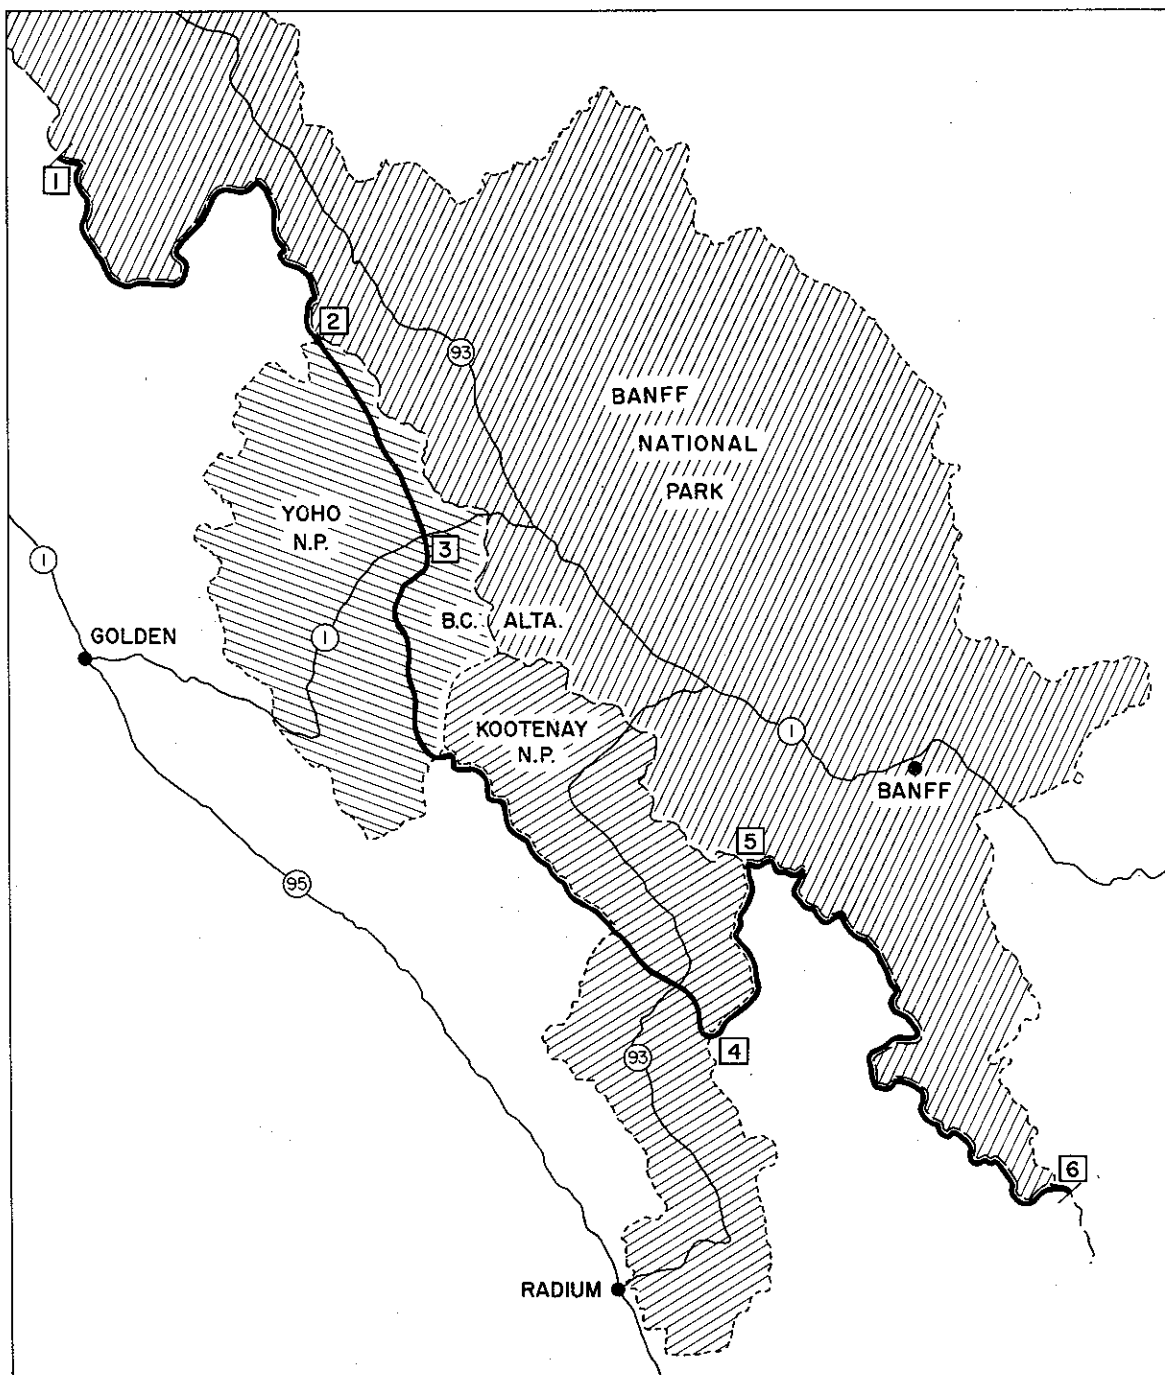 1
2
93
BANFF
NATIONAL
PARK
YOHO
N.P.
3
1
B.C.
ALTA.
1
GOLDEN
KOOTENAY
N.P.
1
BANFF
5
95
4
93
6
RADIUM